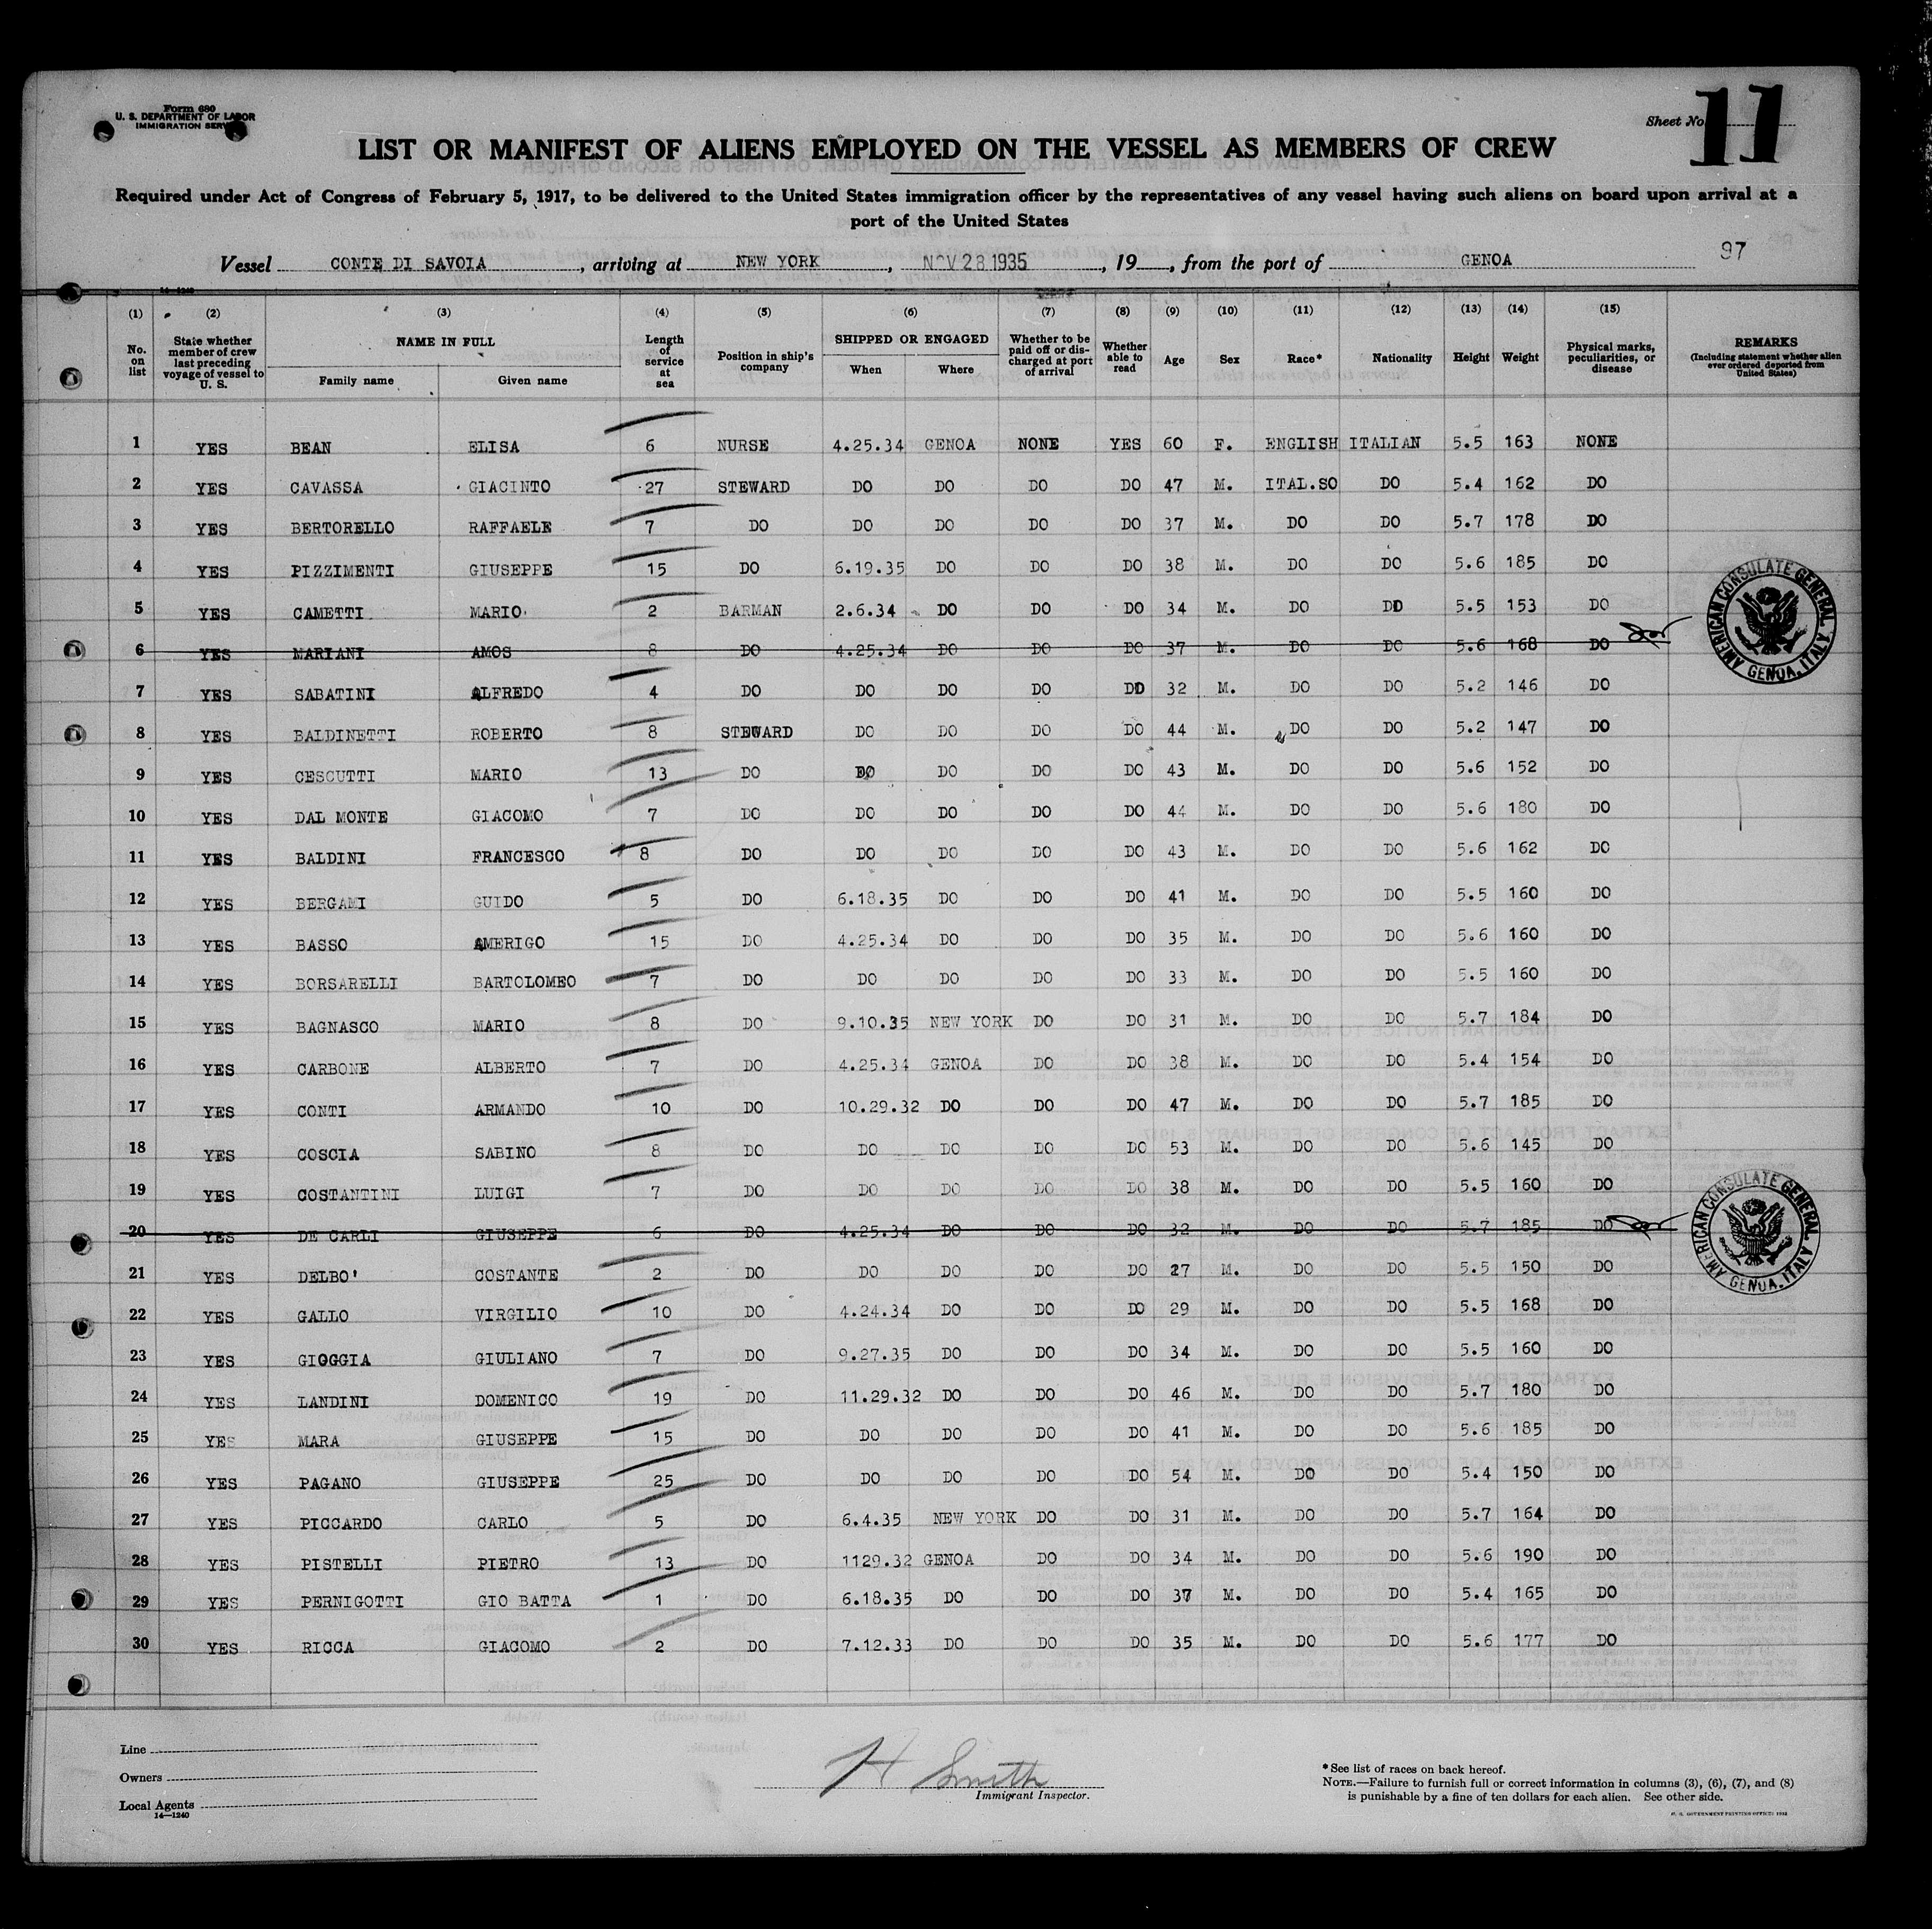 Form 680
U. S. DEPARTMENT OF LABOR
IMMIGRATION SERV
Sheet No. 11
LIST OR MANIFEST OF ALIENS EMPLOYED ON THE VESSEL AS MEMBERS OF CREW
Required under Act of Congress of February 5, 1917, to be delivered to the United States immigration officer by the representatives of any vessel having such aliens on board upon arrival at a
port of the United States
Vessel CONTE DI SAVOIA, arriving at NEW YORK, NOV 28 1935, 19, from the port of GENOA 97
(1) (2) (3) (4) (5) (6) (7) (8) (9) (10) (11) (12) (13) (14) (15)
No. on list State whether member of crew last preceding voyage of vessel to U. S. NAME IN FULL Family name Given name Length of service at sea Position in ship's company SHIPPED OR ENGAGED When Where Whether to be paid off or discharged at port of arrival Whether able to read Age Sex Race* Nationality Height Weight Physical marks, peculiarities, or disease REMARKS (Including statement whether alien ever ordered deported from United States)
1 YES BEAN ELISA 6 NURSE 4.25.34 GENOA NONE YES 60 F. ENGLISH ITALIAN 5.5 163 NONE
2 YES CAVASSA GIACINTO 27 STEWARD DO DO DO DO 47 M. ITAL.SO DO 5.4 162 DO
3 YES BERTORELLO RAFFAELE 7 DO DO DO DO DO 37 M. DO DO 5.7 178 DO
4 YES PIZZIMENTI GIUSEPPE 15 DO 6.19.35 DO DO DO 38 M. DO DO 5.6 185 DO
5 YES CAMETTI MARIO 2 BARMAN 2.6.34 DO DO DO 34 M. DO DO 5.5 153 DO
6 YES MARIANI AMOS 8 DO 4.25.34 DO DO DO 37 M. DO DO 5.6 168 DO
AMERICAN CONSULATE GENERAL GENOA, ITALY
7 YES SABATINI ALFREDO 4 DO DO DO DO DO 32 M. DO DO 5.2 146 DO
8 YES BALDINETTI ROBERTO 8 STEWARD DO DO DO DO 44 M. DO DO 5.2 147 DO
9 YES CESCUTTI MARIO 13 DO DO DO DO DO 43 M. DO DO 5.6 152 DO
10 YES DAL MONTE GIACOMO 7 DO DO DO DO DO 44 M. DO DO 5.6 180 DO
11 YES BALDINI FRANCESCO 8 DO DO DO DO DO 43 M. DO DO 5.6 162 DO
12 YES BERGAMI GUIDO 5 DO 6.18.35 DO DO DO 41 M. DO DO 5.5 160 DO
13 YES BASSO AMERIGO 15 DO 4.25.34 DO DO DO 35 M. DO DO 5.6 160 DO
14 YES BORSARELLI BARTOLOMEO 7 DO DO DO DO DO 33 M. DO DO 5.5 160 DO
15 YES BAGNASCO MARIO 8 DO 9.10.35 NEW YORK DO DO 31 M. DO DO 5.7 184 DO
16 YES CARBONE ALBERTO 7 DO 4.25.34 GENOA DO DO 38 M. DO DO 5.4 154 DO
17 YES CONTI ARMANDO 10 DO 10.29.32 DO DO DO 47 M. DO DO 5.7 185 DO
18 YES COSCIA SABINO 8 DO DO DO DO DO 53 M. DO DO 5.6 145 DO
19 YES COSTANTINI LUIGI 7 DO DO DO DO DO 38 M. DO DO 5.5 160 DO
20 YES DE CARLI GIUSEPPE 6 DO 4.25.34 DO DO DO 32 M. DO DO 5.7 185 DO
AMERICAN CONSULATE GENERAL GENOA, ITALY
21 YES DELBO' COSTANTE 2 DO DO DO DO DO 27 M. DO DO 5.5 150 DO
22 YES GALLO VIRGILIO 10 DO 4.24.34 DO DO DO 29 M. DO DO 5.5 168 DO
23 YES GIOGGIA GIULIANO 7 DO 9.27.35 DO DO DO 34 M. DO DO 5.5 160 DO
24 YES LANDINI DOMENICO 19 DO 11.29.32 DO DO DO 46 M. DO DO 5.7 180 DO
25 YES MARA GIUSEPPE 15 DO DO DO DO DO 41 M. DO DO 5.6 185 DO
26 YES PAGANO GIUSEPPE 25 DO DO DO DO DO 54 M. DO DO 5.4 150 DO
27 YES PICCARDO CARLO 5 DO 6.4.35 NEW YORK DO DO 31 M. DO DO 5.7 164 DO
28 YES PISTELLI PIETRO 13 DO 1129.32 GENOA DO DO 34 M. DO DO 5.6 190 DO
29 YES PERNIGOTTI GIO BATTA 1 DO 6.18.35 DO DO DO 37 M. DO DO 5.4 165 DO
30 YES RICCA GIACOMO 2 DO 7.12.33 DO DO DO 35 M. DO DO 5.6 177 DO
Line
Owners
Local Agents
14—1240
H Smith
Immigrant Inspector.
*See list of races on back hereof.
NOTE.—Failure to furnish full or correct information in columns (3), (6), (7), and (8)
is punishable by a fine of ten dollars for each alien. See other side.
U. S. GOVERNMENT PRINTING OFFICE